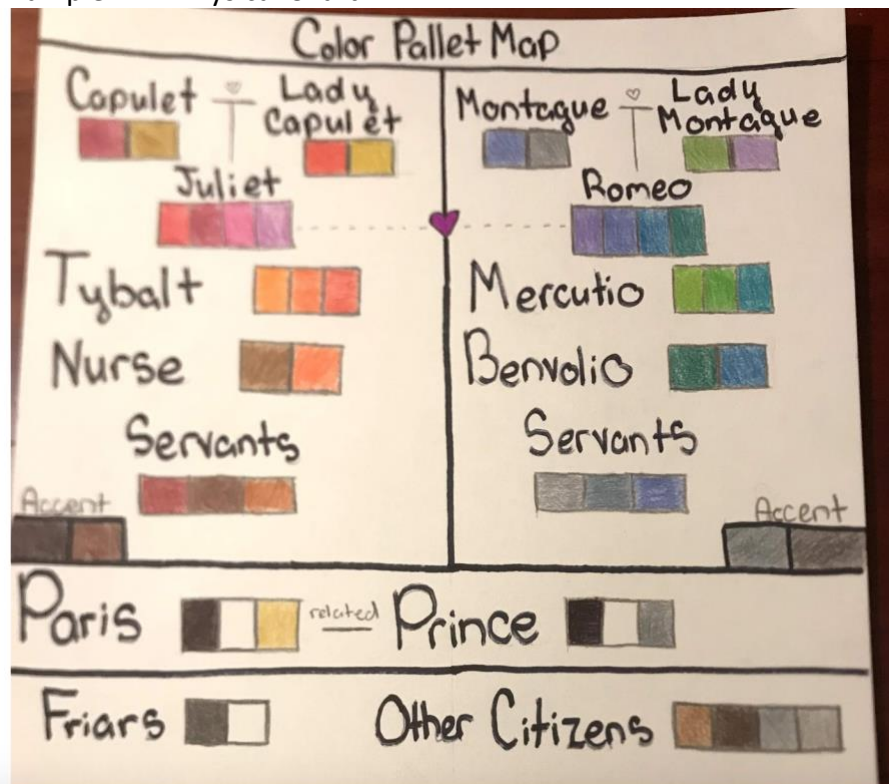 Color Pallet Map
Capulet
Lady
Capulet
Juliet
Tybalt
Nurse
Servants
Accent
Montague
Lady
Montague
Romeo
Mercutio
Benvolio
Servants
Accent
Paris
related
Prince
Friars
Other Citizens